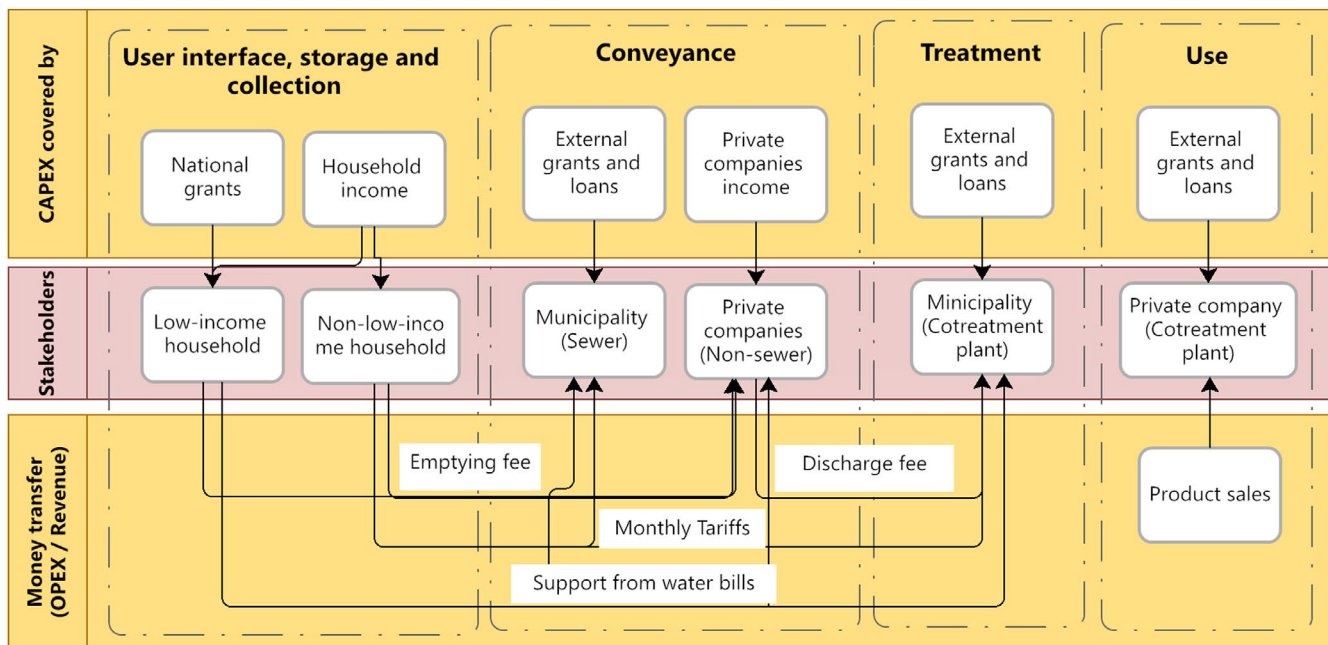 CAPEX covered by
User interface, storage and
collection
Conveyance
Treatment
Use
National
grants
Household
income
External
grants and
loans
Private
companies
income
External
grants and
loans
External
grants and
loans
Stakeholders
Low-income
household
Non-low-inco
me household
Municipality
(Sewer)
Private
companies
(Non-sewer)
Minicipality
(Cotreatment
plant)
Private company
(Cotreatment
plant)
Money transfer
(OPEX / Revenue)
Emptying fee
Discharge fee
Monthly Tariffs
Support from water bills
Product sales